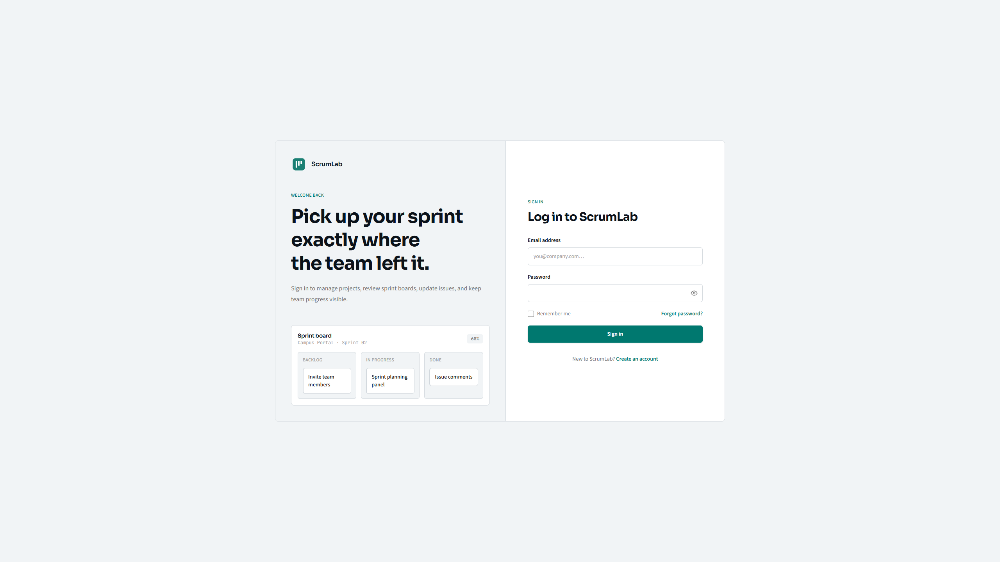 ScrumLab
WELCOME BACK
Pick up your sprint
exactly where
the team left it.
Sign in to manage projects, review sprint boards, update issues, and keep
team progress visible.
Sprint board
Campus Portal · Sprint 02
68%
BACKLOG
Invite team
members
IN PROGRESS
Sprint planning
panel
DONE
Issue comments
SIGN IN
Log in to ScrumLab
Email address
you@company.com…
Password
Remember me
Forgot password?
Sign in
New to ScrumLab? Create an account